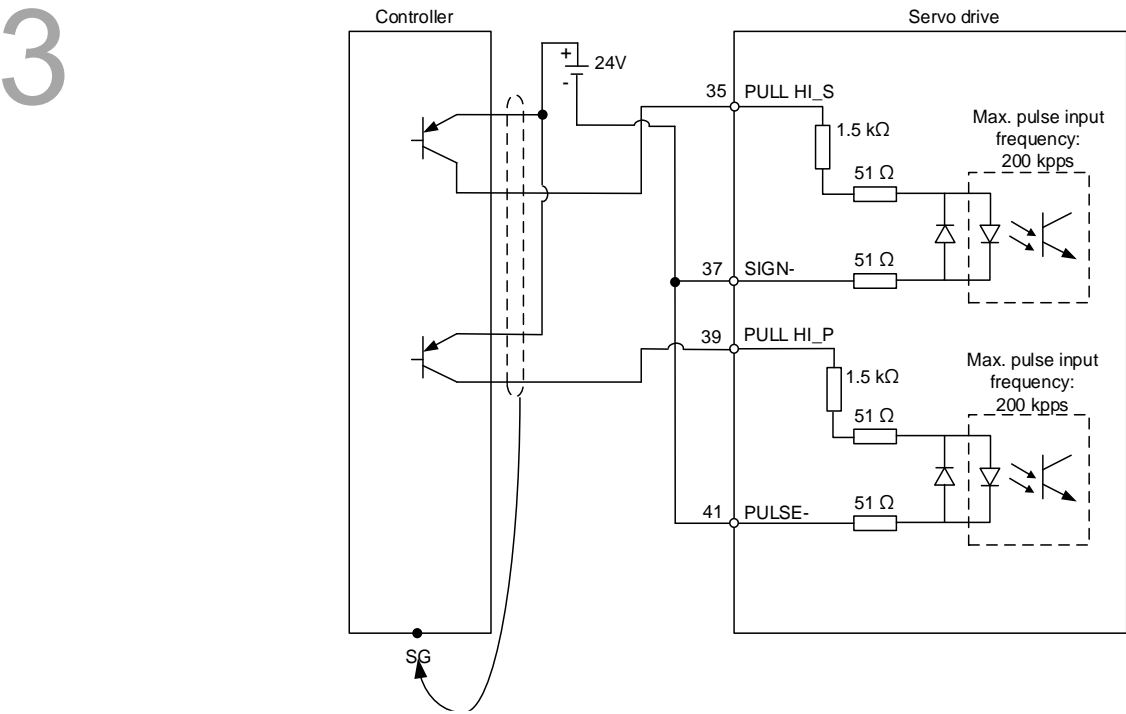 3
Controller
Servo drive
+
-
24V
35
PULL HI_S
1.5 kΩ
51 Ω
Max. pulse input
frequency:
200 kpps
37
SIGN-
51 Ω
39
PULL HI_P
1.5 kΩ
51 Ω
Max. pulse input
frequency:
200 kpps
41
PULSE-
51 Ω
SG